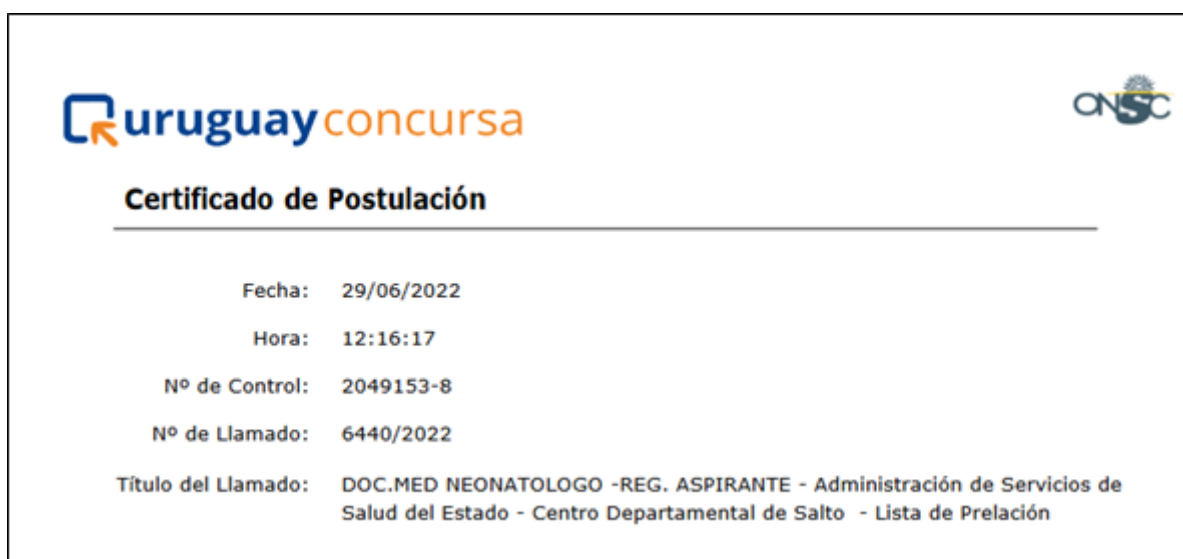 uruguay concursa
ONSC
Certificado de Postulación
Fecha: 29/06/2022
Hora: 12:16:17
Nº de Control: 2049153-8
Nº de Llamado: 6440/2022
Título del Llamado: DOC.MED NEONATOLOGO -REG. ASPIRANTE - Administración de Servicios de
Salud del Estado - Centro Departamental de Salto - Lista de Prelación